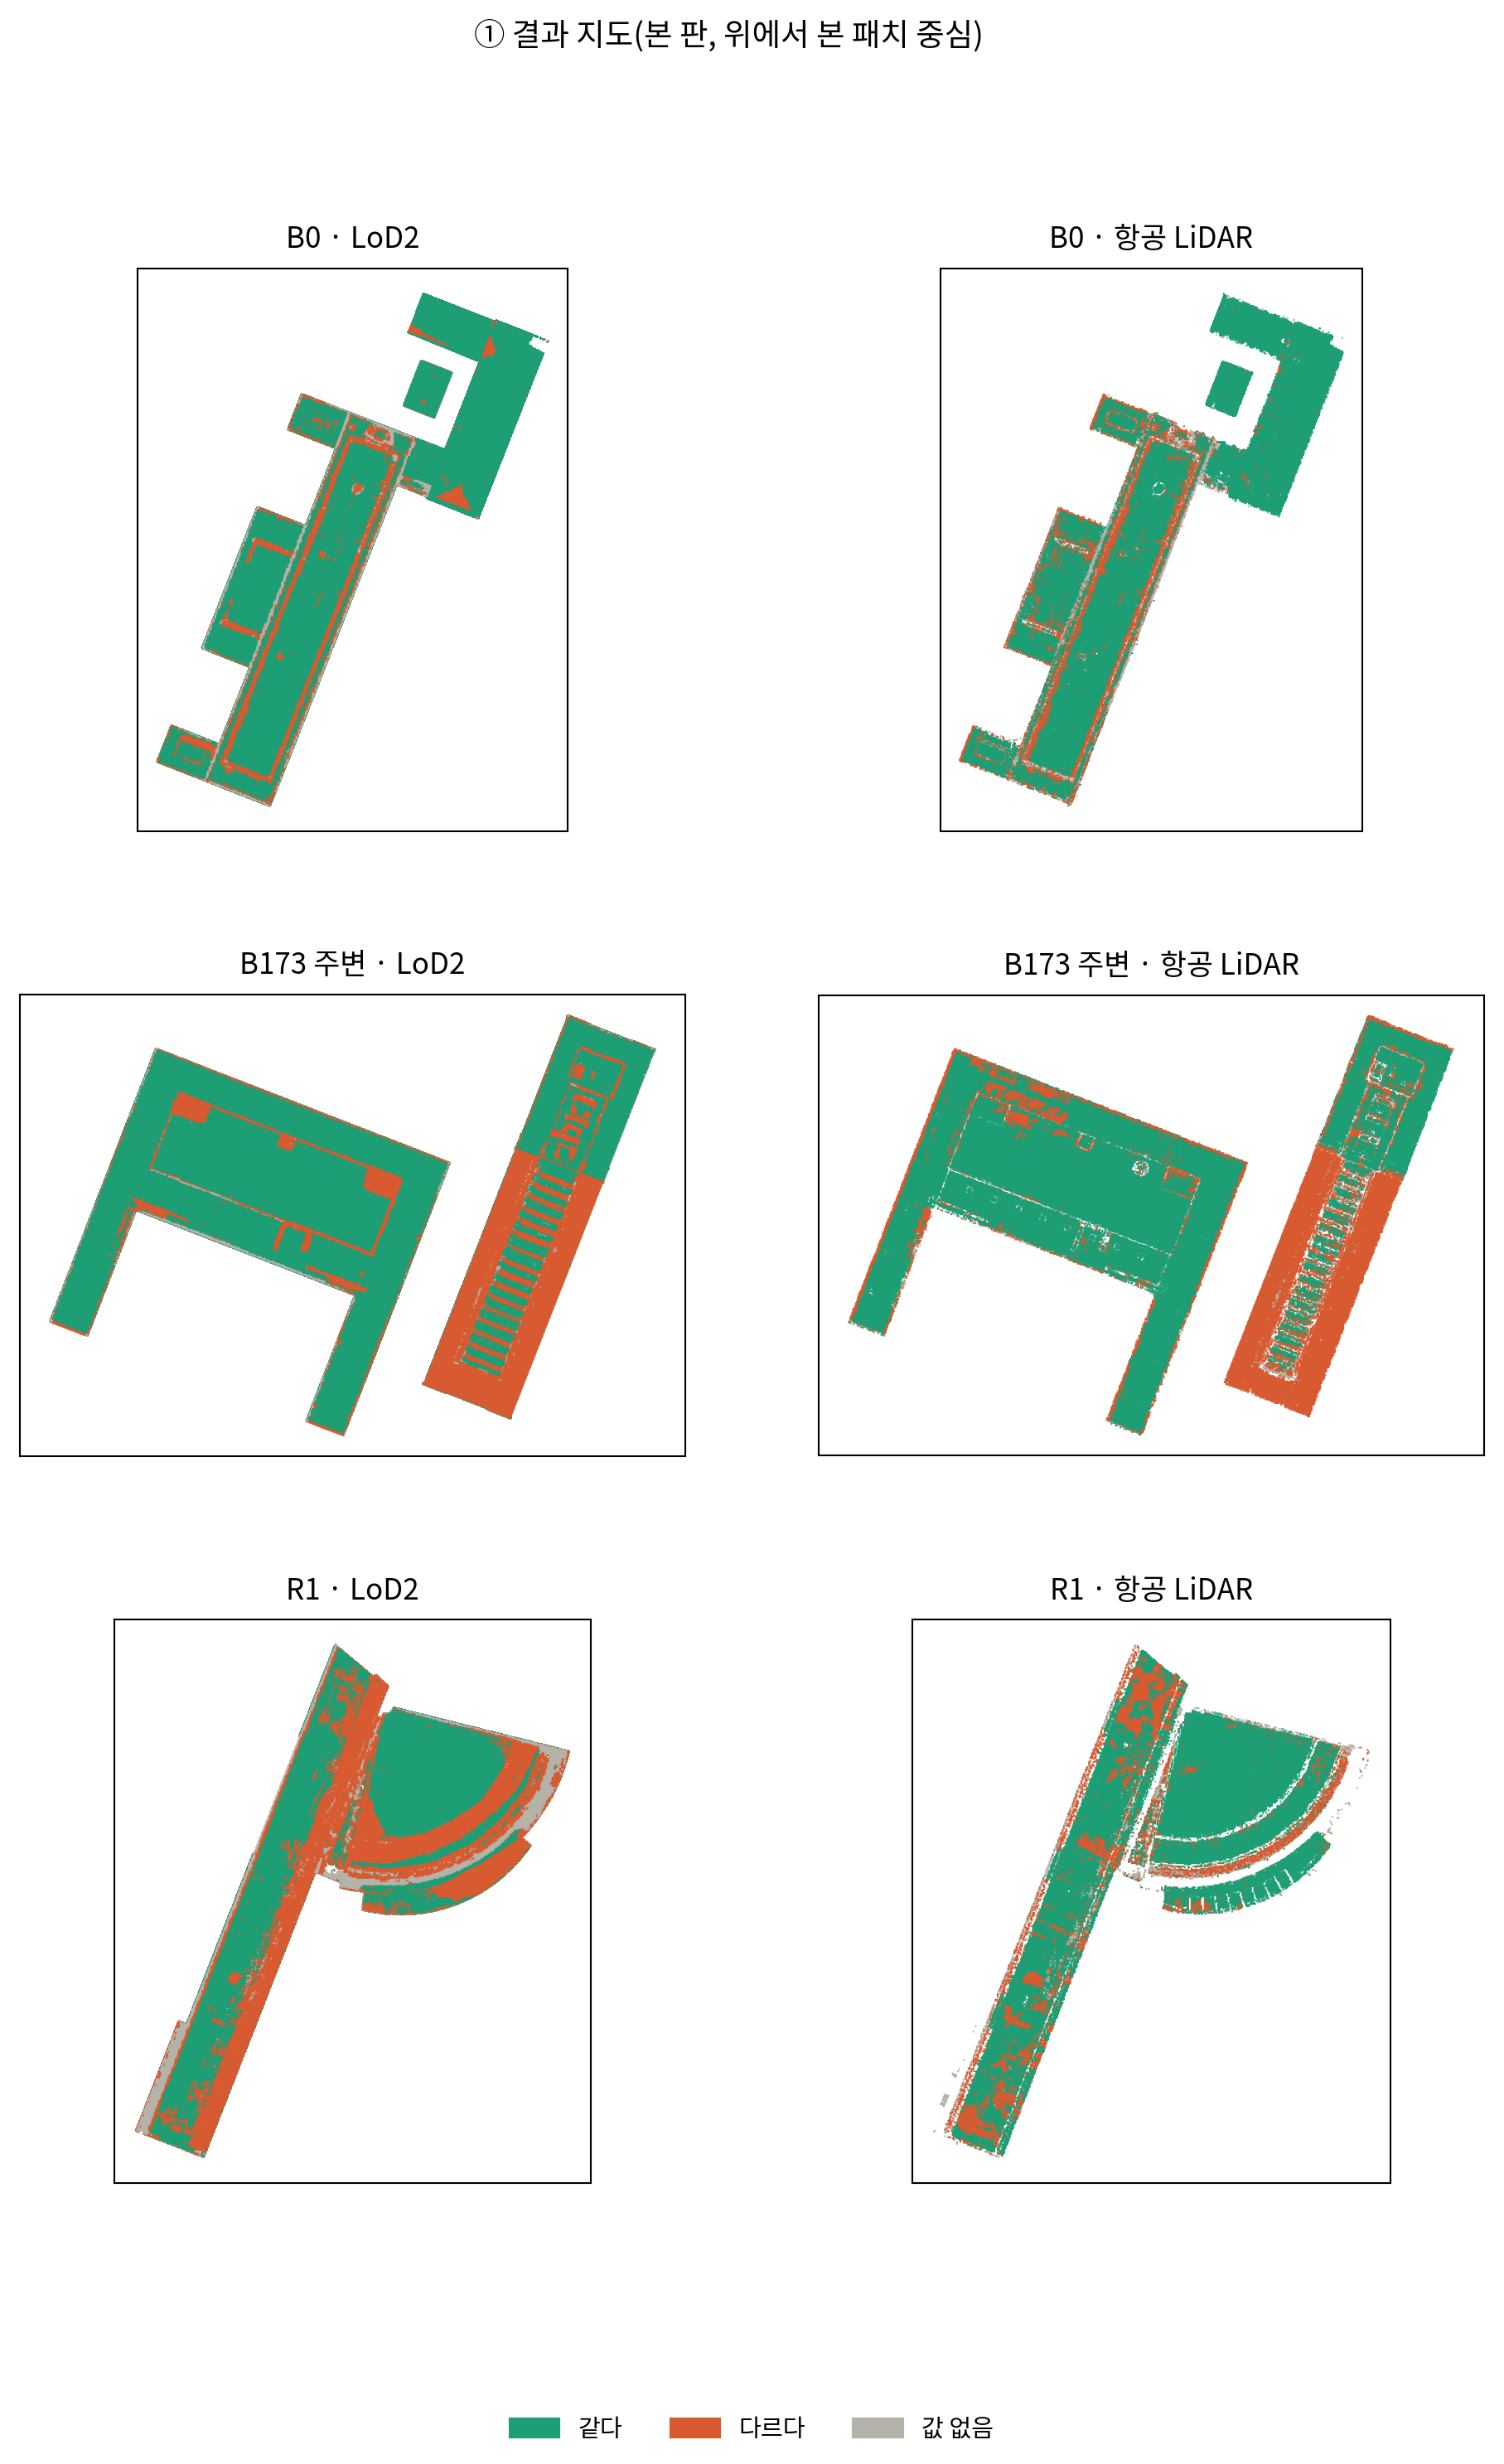 ① 결과 지도(본 판, 위에서 본 패치 중심)
B0 · LoD2
B0 · 항공 LiDAR
B173 주변 · LoD2
B173 주변 · 항공 LiDAR
R1 · LoD2
R1 · 항공 LiDAR
같다
다르다
값 없음